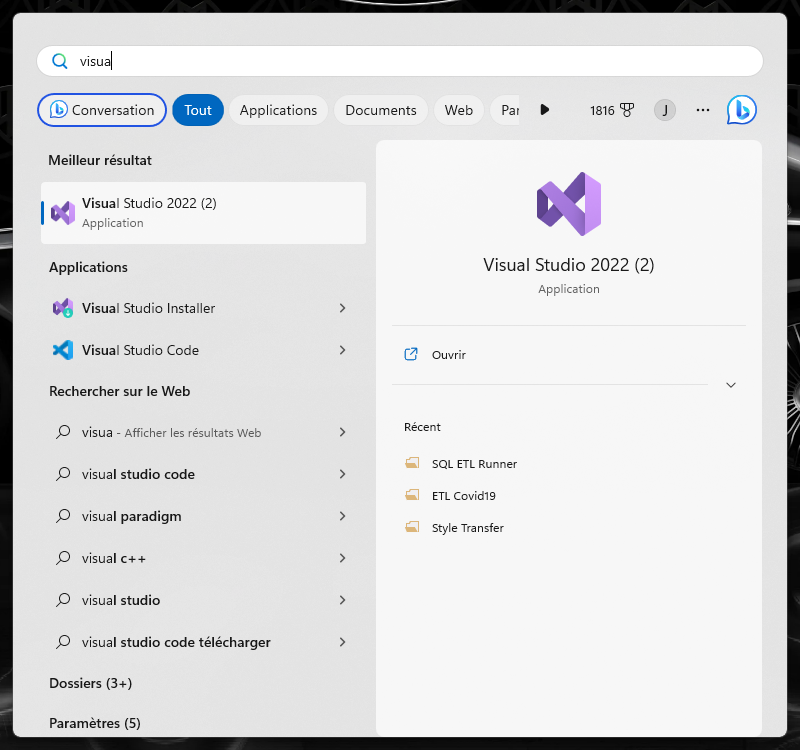 visua
Conversation
Tout
Applications
Documents
Web
Par
1816
J
Meilleur résultat
Visual Studio 2022 (2)
Application
Applications
Visual Studio Installer
Visual Studio Code
Rechercher sur le Web
visua - Afficher les résultats Web
visual studio code
visual paradigm
visual c++
visual studio
visual studio code télécharger
Dossiers (3+)
Paramètres (5)
Visual Studio 2022 (2)
Application
Ouvrir
Récent
SQL ETL Runner
ETL Covid19
Style Transfer